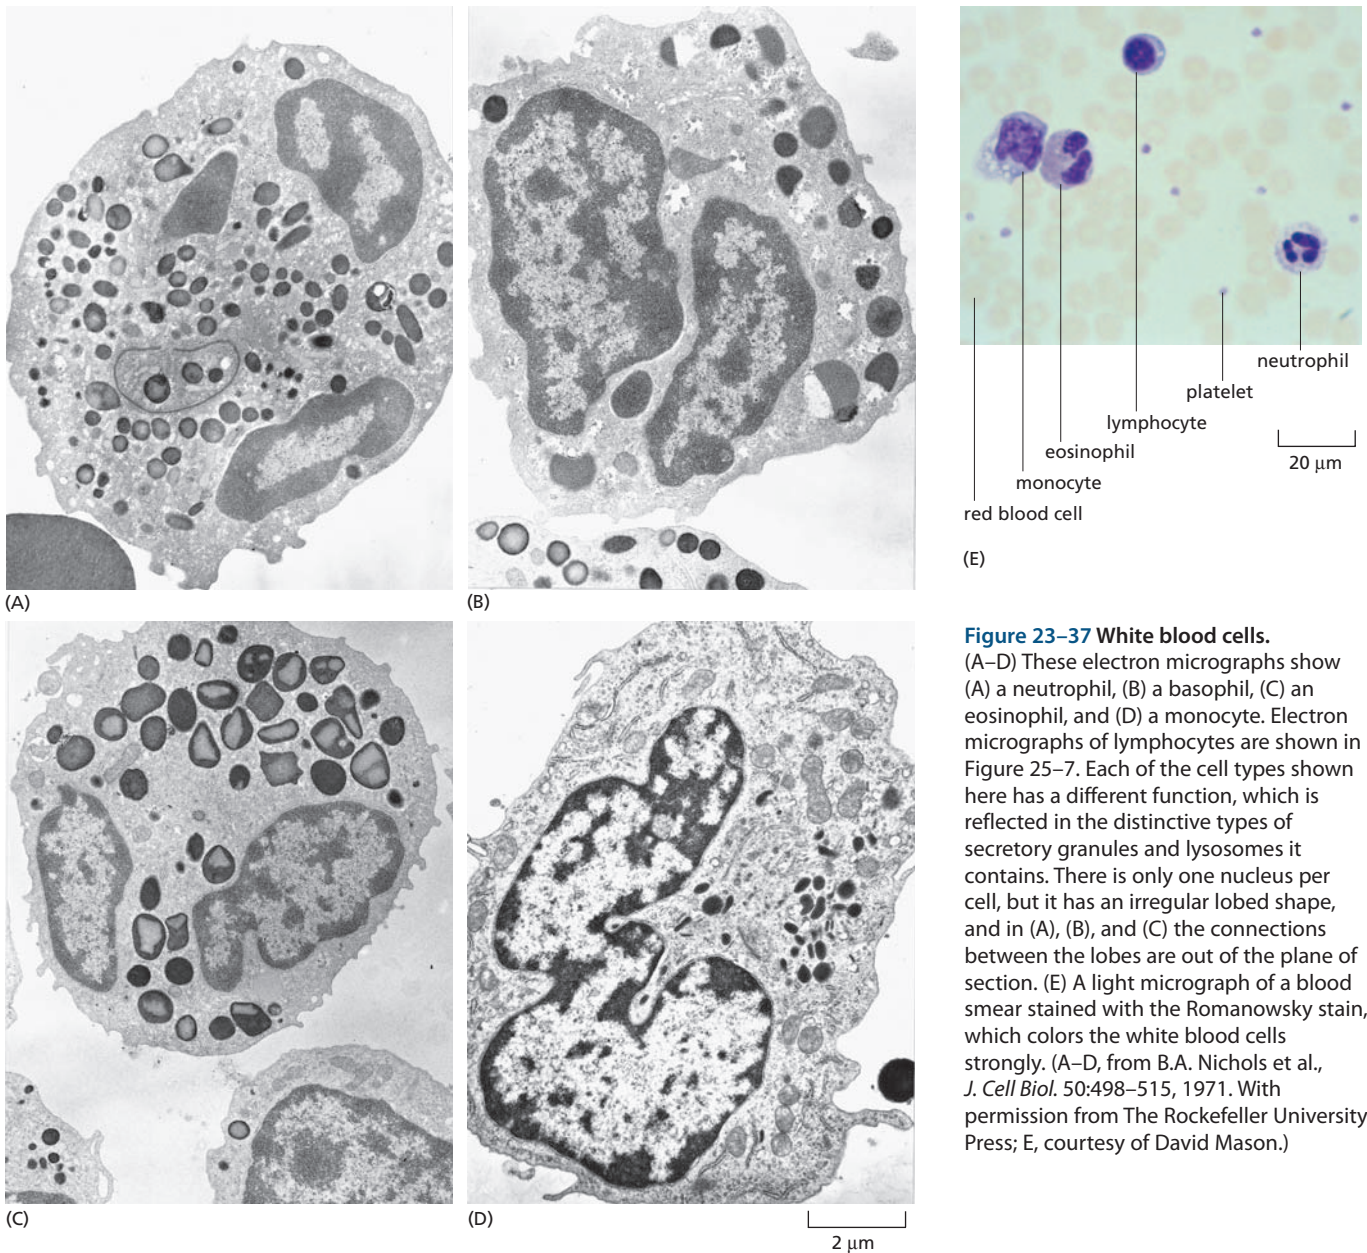 neutrophil
platelet
lymphocyte
eosinophil
20 μm
monocyte
red blood cell
(E)
(A)
(B)
Figure 23–37 White blood cells.
(A–D) These electron micrographs show
(A) a neutrophil, (B) a basophil, (C) an
eosinophil, and (D) a monocyte. Electron
micrographs of lymphocytes are shown in
Figure 25–7. Each of the cell types shown
here has a different function, which is
reflected in the distinctive types of
secretory granules and lysosomes it
contains. There is only one nucleus per
cell, but it has an irregular lobed shape,
and in (A), (B), and (C) the connections
between the lobes are out of the plane of
section. (E) A light micrograph of a blood
smear stained with the Romanowsky stain,
which colors the white blood cells
strongly. (A–D, from B.A. Nichols et al.,
J. Cell Biol. 50:498–515, 1971. With
permission from The Rockefeller University
Press; E, courtesy of David Mason.)
(C)
(D)
2 μm